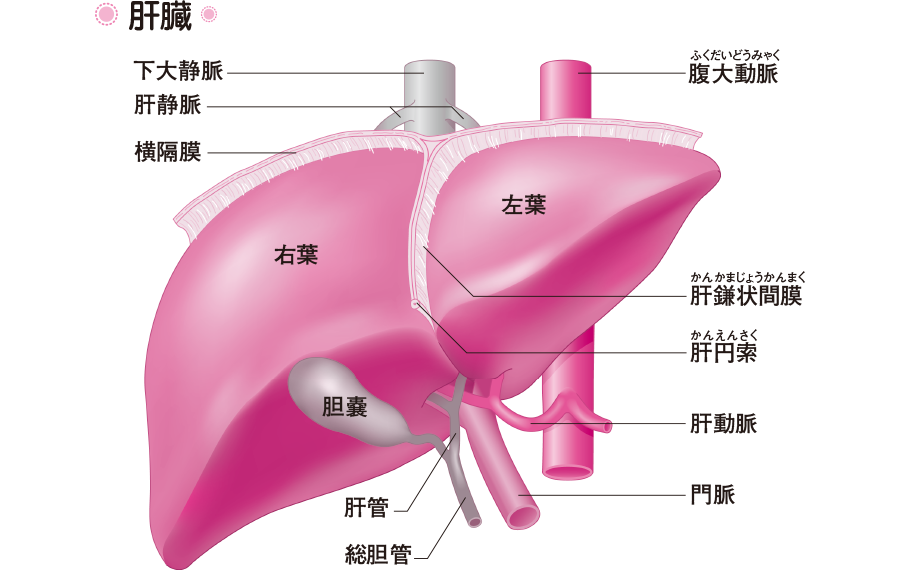 肝臓
下大静脈
肝静脈
横隔膜
ふくだいどうみゃく
腹大動脈
左葉
右葉
かんかまじょうかんまく
肝鎌状間膜
かんえんさく
肝円索
胆嚢
肝動脈
門脈
肝管
総胆管